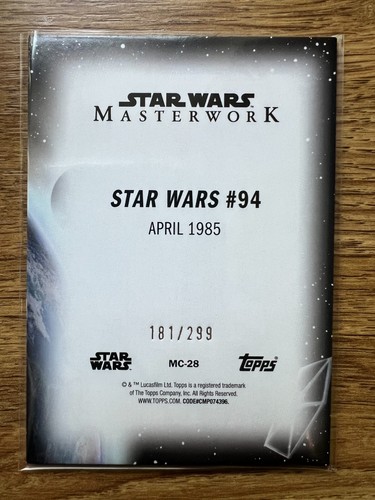 STAR WARS
MASTERWORK
STAR WARS #94
APRIL 1985
181/299
STAR WARS
MC-28
Topps
© & ™ Lucasfilm Ltd. Topps is a registered trademark
of The Topps Company, Inc. All Rights Reserved.
WWW.TOPPS.COM. CODE#CMP074396.